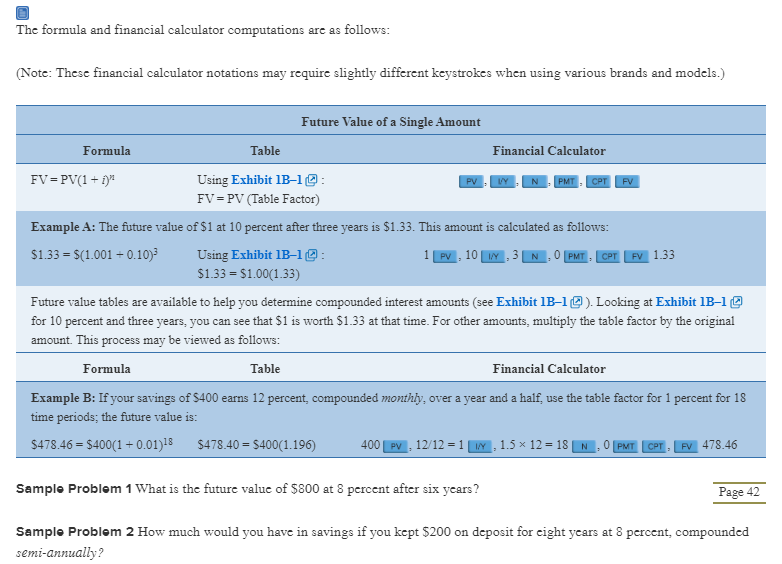 The formula and financial calculator computations are as follows:
(Note: These financial calculator notations may require slightly different keystrokes when using various brands and models.)
Future Value of a Single Amount
Formula Table Financial Calculator
FV = PV(1 + i)ⁿ Using Exhibit 1B–1 : PV , I/Y , N , PMT , CPT FV
FV = PV (Table Factor)
Example A: The future value of $1 at 10 percent after three years is $1.33. This amount is calculated as follows:
$1.33 = $(1.001 + 0.10)³ Using Exhibit 1B–1 : 1 PV , 10 I/Y , 3 N , 0 PMT , CPT FV 1.33
$1.33 = $1.00(1.33)
Future value tables are available to help you determine compounded interest amounts (see Exhibit 1B–1 ). Looking at Exhibit 1B–1
for 10 percent and three years, you can see that $1 is worth $1.33 at that time. For other amounts, multiply the table factor by the original
amount. This process may be viewed as follows:
Formula Table Financial Calculator
Example B: If your savings of $400 earns 12 percent, compounded monthly, over a year and a half, use the table factor for 1 percent for 18
time periods; the future value is:
$478.46 = $400(1 + 0.01)¹⁸ $478.40 = $400(1.196) 400 PV , 12/12 = 1 I/Y , 1.5 × 12 = 18 N , 0 PMT CPT , FV 478.46
Sample Problem 1 What is the future value of $800 at 8 percent after six years?
Page 42
Sample Problem 2 How much would you have in savings if you kept $200 on deposit for eight years at 8 percent, compounded
semi-annually?